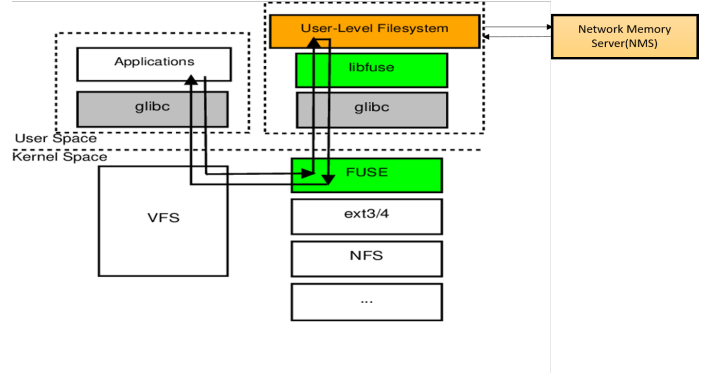 User-Level Filesystem
Network Memory
Server(NMS)
Applications
libfuse
glibc
glibc
User Space
Kernel Space
FUSE
VFS
ext3/4
NFS
...